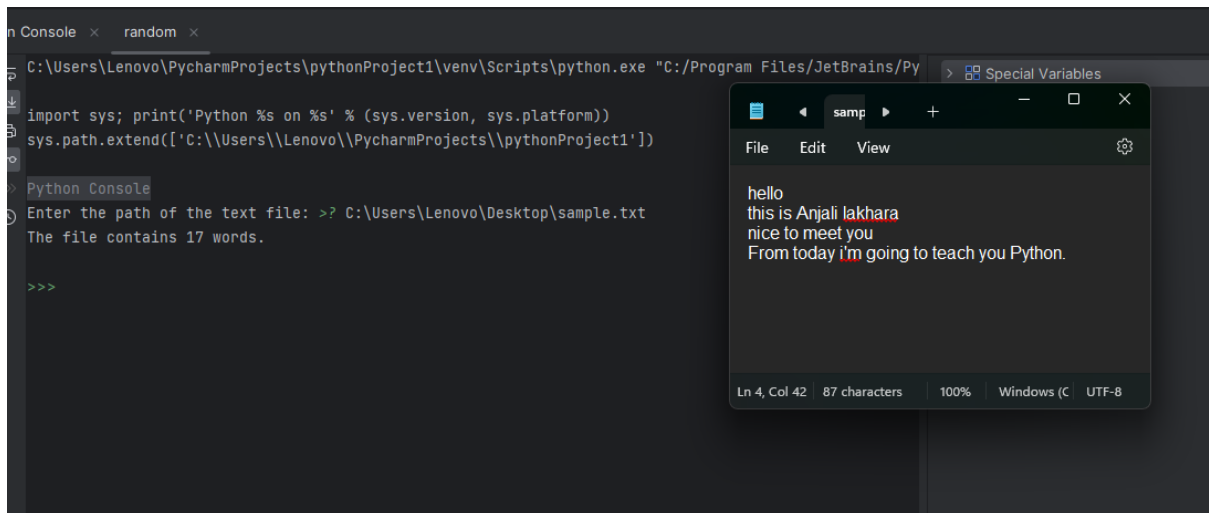 n Console ×
random ×
C:\Users\Lenovo\PycharmProjects\pythonProject1\venv\Scripts\python.exe "C:/Program Files/JetBrains/Py
import sys; print('Python %s on %s' % (sys.version, sys.platform))
sys.path.extend(['C:\\Users\\Lenovo\\PycharmProjects\\pythonProject1'])
Python Console
Enter the path of the text file: >? C:\Users\Lenovo\Desktop\sample.txt
The file contains 17 words.
>>>
Special Variables
samp
File Edit View
hello
this is Anjali lakhara
nice to meet you
From today i'm going to teach you Python.
Ln 4, Col 42 87 characters 100% Windows (C UTF-8